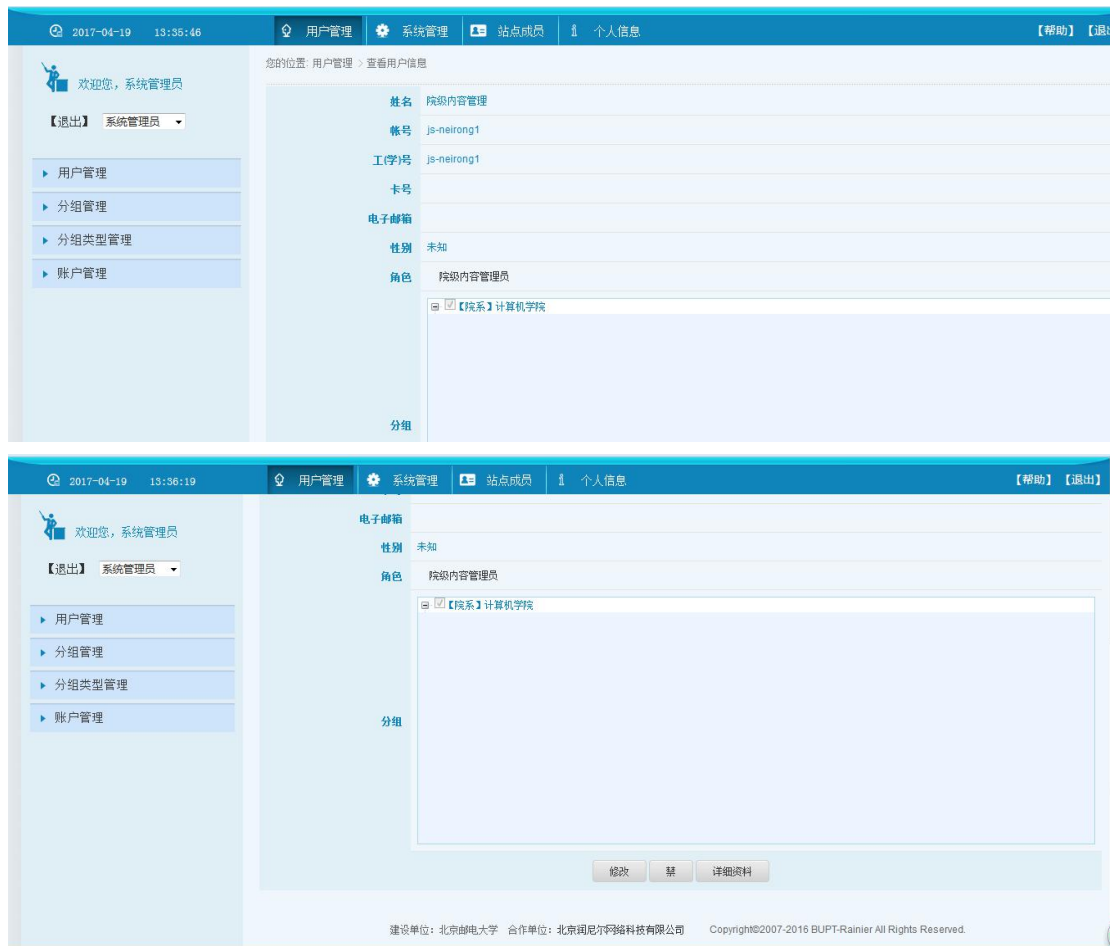 2017-04-19 13:35:46 用户管理 系统管理 站点成员 个人信息 【帮助】
您的位置: 用户管理 > 查看用户信息
欢迎您，系统管理员
【退出】 系统管理员
用户管理
分组管理
分组类型管理
账户管理
姓名 院级内容管理
帐号 js-neirong1
工(学)号 js-neirong1
卡号
电子邮箱
性别 未知
角色 院级内容管理员
【院系】计算机学院
分组
2017-04-19 13:36:19 用户管理 系统管理 站点成员 个人信息 【帮助】【退出】
欢迎您，系统管理员
【退出】 系统管理员
用户管理
分组管理
分组类型管理
账户管理
电子邮箱
性别 未知
角色 院级内容管理员
【院系】计算机学院
分组
修改 禁 详细资料
建设单位：北京邮电大学 合作单位：北京润尼尔网络科技有限公司 Copyright©2007-2016 BUPT-Rainier All Rights Reserved.